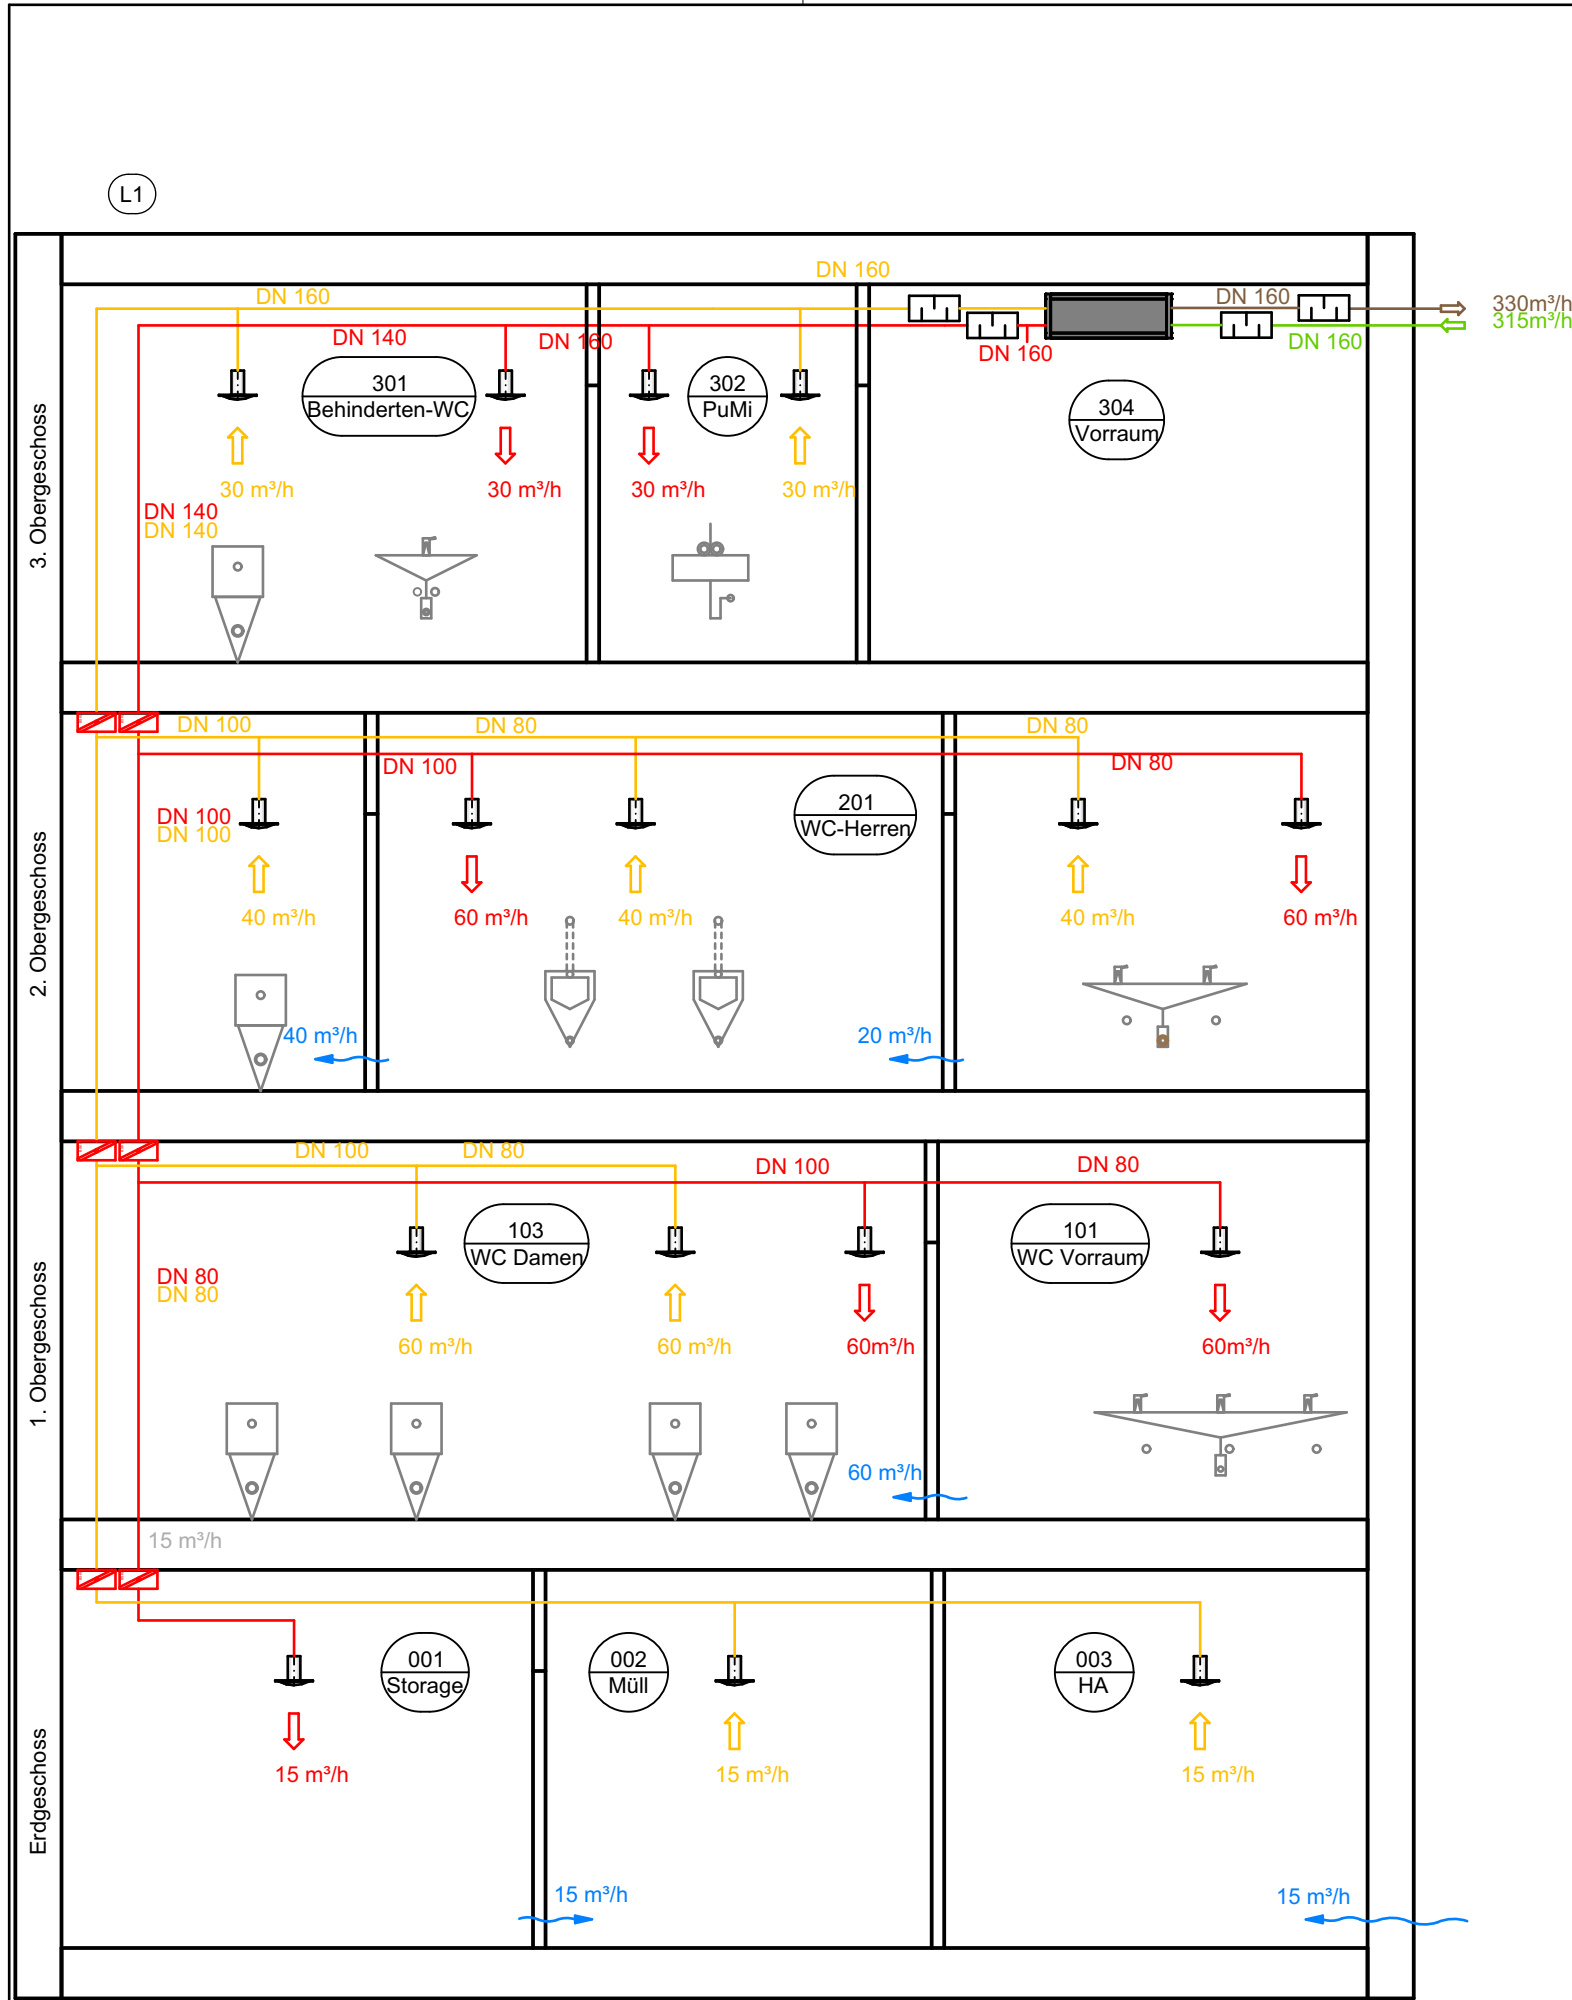 L1
DN 160
DN 160
DN 160
330m³/h
315m³/h
DN 140
DN 160
DN 160
DN 160
3. Obergeschoss
301
Behinderten-WC
302
PuMi
304
Vorraum
30 m³/h
30 m³/h
30 m³/h
30 m³/h
DN 140
DN 140
DN 100
DN 80
DN 80
DN 100
DN 80
2. Obergeschoss
DN 100
DN 100
201
WC-Herren
40 m³/h
60 m³/h
40 m³/h
40 m³/h
60 m³/h
40 m³/h
20 m³/h
DN 100
DN 80
DN 100
DN 80
1. Obergeschoss
103
WC Damen
101
WC Vorraum
DN 80
DN 80
60 m³/h
60 m³/h
60m³/h
60m³/h
60 m³/h
15 m³/h
Erdgeschoss
001
Storage
002
Müll
003
HA
15 m³/h
15 m³/h
15 m³/h
15 m³/h
15 m³/h